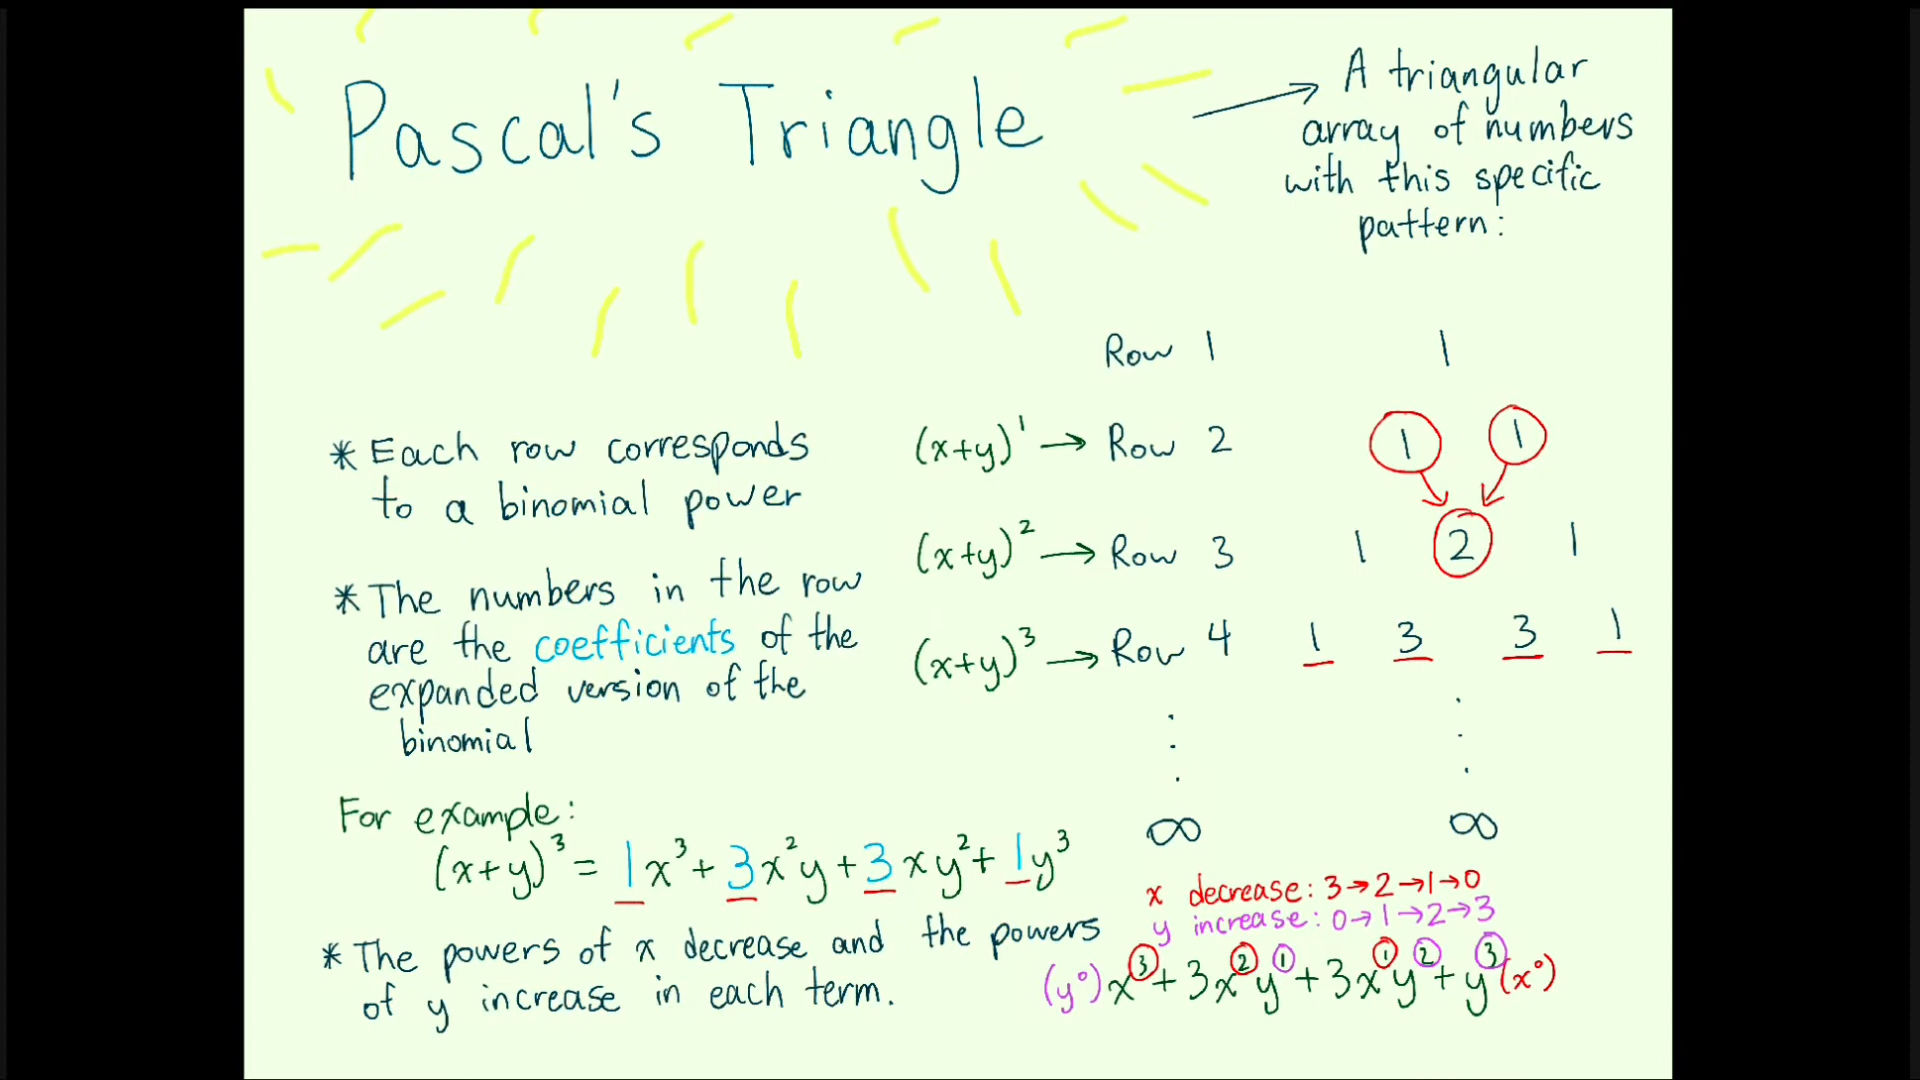 Pascal's Triangle
→ A triangular
array of numbers
with this specific
pattern:
Row 1 1
(x+y)¹ → Row 2 1 1
(x+y)² → Row 3 1 2 1
(x+y)³ → Row 4 1 3 3 1
∞ ∞
* Each row corresponds
to a binomial power
* The numbers in the row
are the coefficients of the
expanded version of the
binomial
For example:
(x+y)³ = 1x³ + 3x²y + 3xy² + 1y³
* The powers of x decrease and the powers
of y increase in each term.
x decrease: 3→2→1→0
y increase: 0→1→2→3
(y⁰)x³ + 3x²y¹ + 3x¹y² + y³(x⁰)